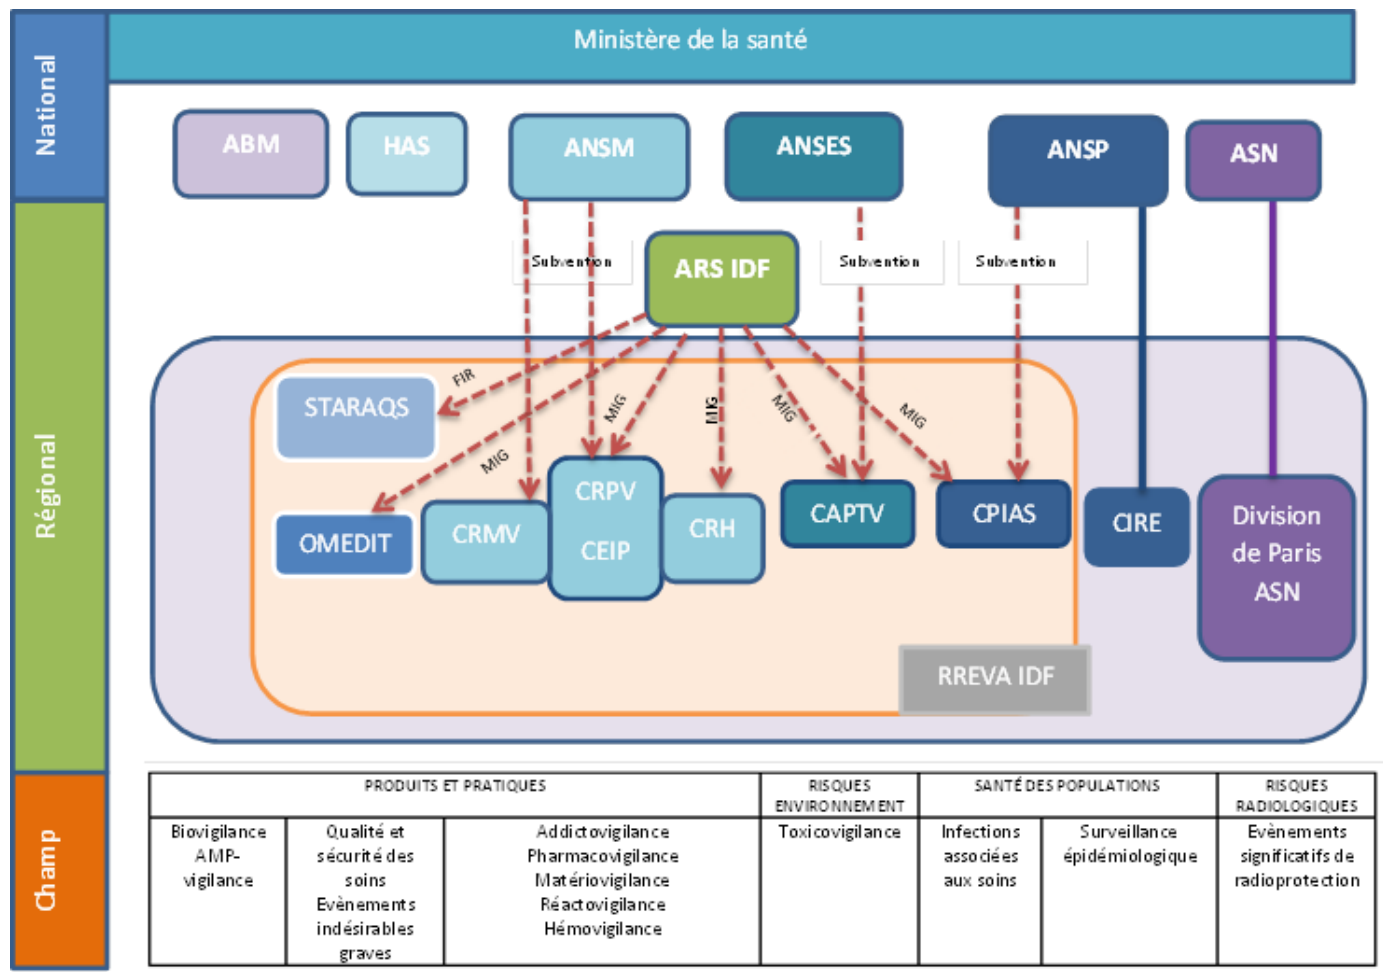 Ministère de la santé
National
ABM
HAS
ANSM
ANSES
ANSP
ASN
Régional
Subvention
ARS IDF
Subvention
Subvention
FIR
MIG
MIG
MIG
MIG
MIG
STARAQS
OMEDIT
CRMV
CRPV
CEIP
CRH
CAPTV
CPIAS
CIRE
Division
de Paris
ASN
RREVA IDF
Champ
PRODUITS ET PRATIQUES
RISQUES
ENVIRONNEMENT
SANTÉ DES POPULATIONS
RISQUES
RADIOLOGIQUES
Biovigilance
AMP-
vigilance
Qualité et
sécurité des
soins
Evènements
indésirables
graves
Addictovigilance
Pharmacovigilance
Matériovigilance
Réactovigilance
Hémovigilance
Toxicovigilance
Infections
associées
aux soins
Surveillance
épidémiologique
Evènements
significatifs de
radioprotection